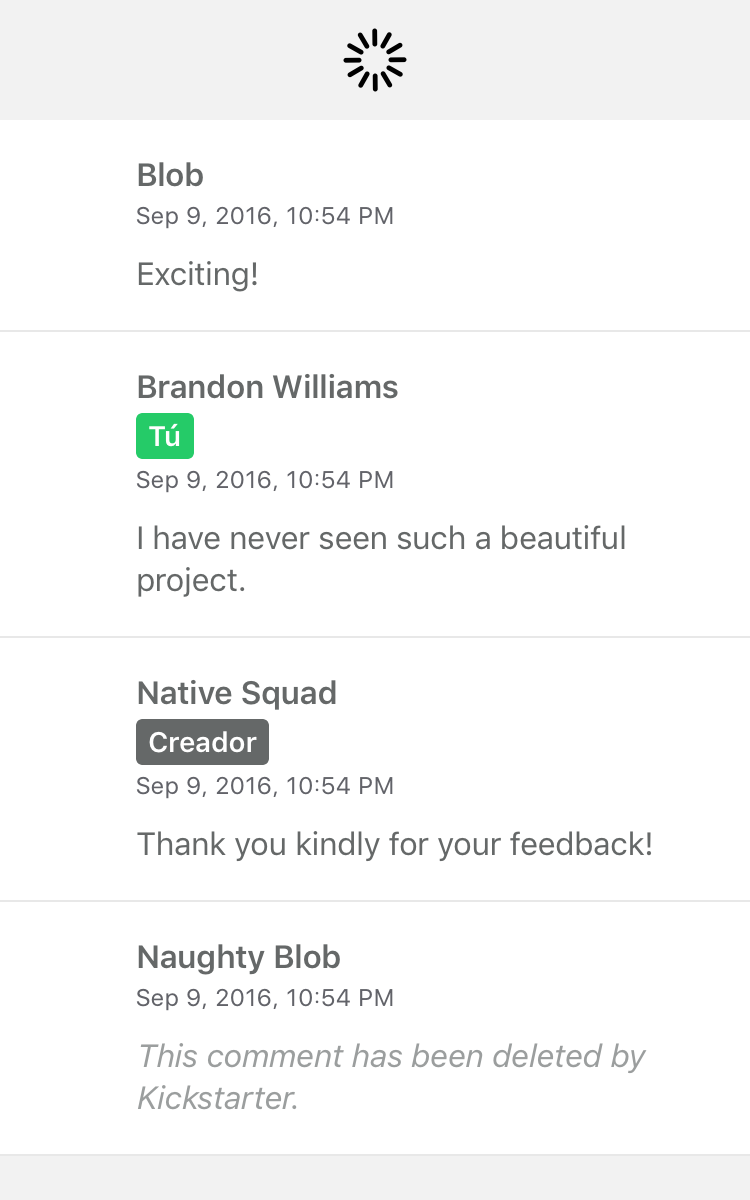 Blob
Sep 9, 2016, 10:54 PM
Exciting!
Brandon Williams
Tú
Sep 9, 2016, 10:54 PM
I have never seen such a beautiful
project.
Native Squad
Creador
Sep 9, 2016, 10:54 PM
Thank you kindly for your feedback!
Naughty Blob
Sep 9, 2016, 10:54 PM
This comment has been deleted by
Kickstarter.